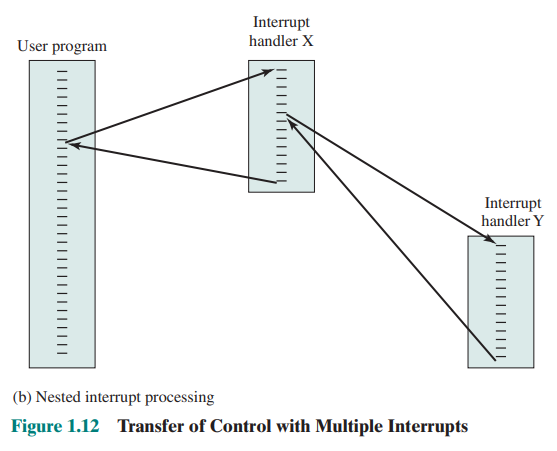 User program
Interrupt
handler X
Interrupt
handler Y
(b) Nested interrupt processing
Figure 1.12 Transfer of Control with Multiple Interrupts